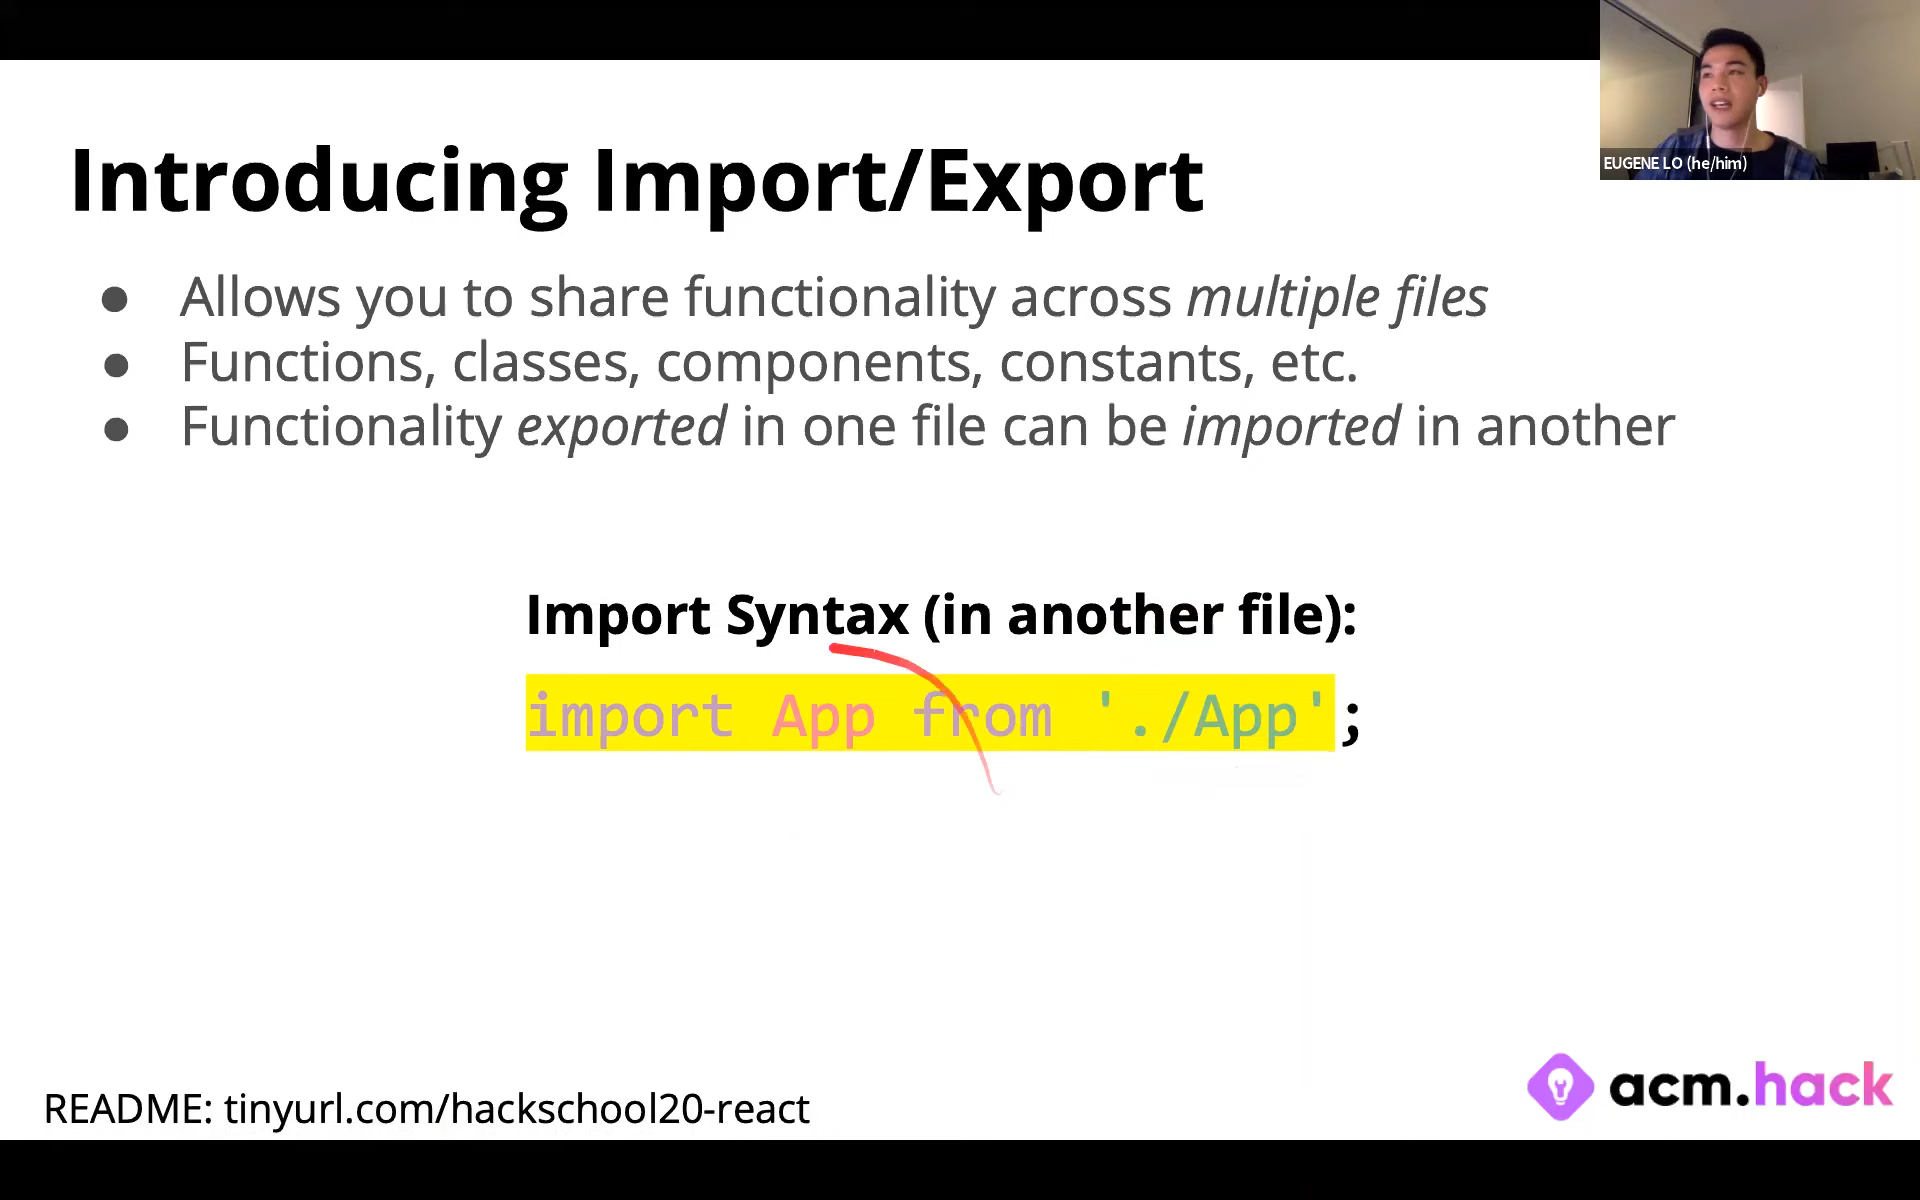 EUGENE LO (he/him)
Introducing Import/Export
● Allows you to share functionality across multiple files
● Functions, classes, components, constants, etc.
● Functionality exported in one file can be imported in another
Import Syntax (in another file):
import App from './App';
README: tinyurl.com/hackschool20-react
acm.hack